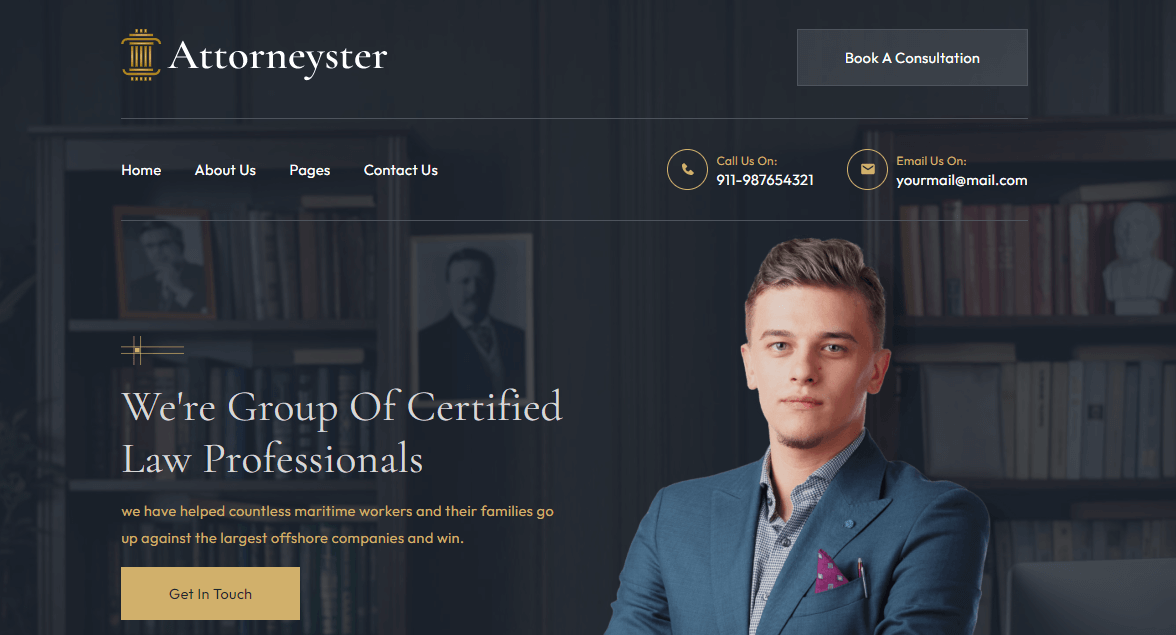 Attorneyster
Book A Consultation
Home About Us Pages Contact Us
Call Us On:
911-987654321
Email Us On:
yourmail@mail.com
We're Group Of Certified
Law Professionals
we have helped countless maritime workers and their families go
up against the largest offshore companies and win.
Get In Touch